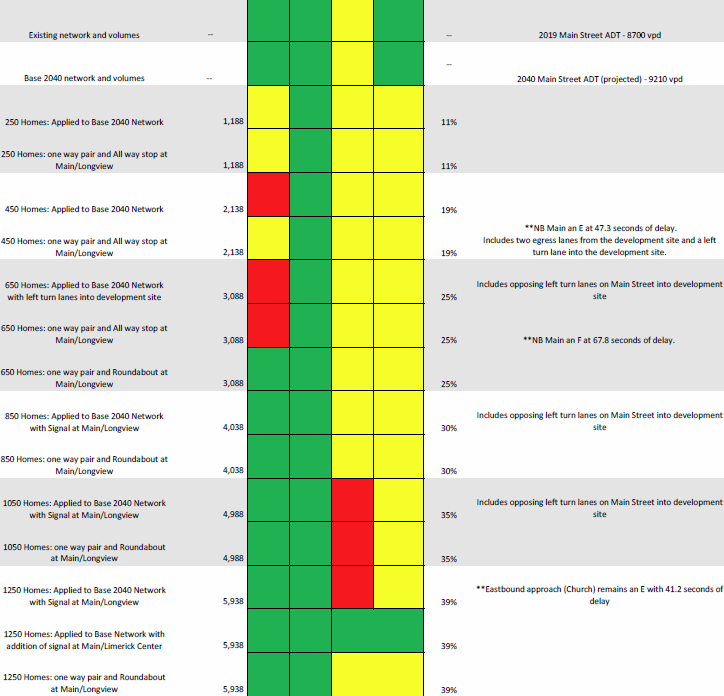 Existing network and volumes -- -- 2019 Main Street ADT - 8700 vpd
--
Base 2040 network and volumes -- 2040 Main Street ADT (projected) - 9210 vpd
250 Homes: Applied to Base 2040 Network 1,188 11%
250 Homes: one way pair and All way stop at
Main/Longview 1,188 11%
450 Homes: Applied to Base 2040 Network 2,138 19%
**NB Main an E at 47.3 seconds of delay.
450 Homes: one way pair and All way stop at Includes two egress lanes from the development site and a left
Main/Longview 2,138 19% turn lane into the development site.
650 Homes: Applied to Base 2040 Network Includes opposing left turn lanes on Main Street into development
with left turn lanes into development site 3,088 25% site
650 Homes: one way pair and All way stop at
Main/Longview 3,088 25% **NB Main an F at 67.8 seconds of delay.
650 Homes: one way pair and Roundabout at
Main/Longview 3,088 25%
850 Homes: Applied to Base 2040 Network Includes opposing left turn lanes on Main Street into development
with Signal at Main/Longview 4,038 30% site
850 Homes: one way pair and Roundabout at
Main/Longview 4,038 30%
1050 Homes: Applied to Base 2040 Network Includes opposing left turn lanes on Main Street into development
with Signal at Main/Longview 4,988 35% site
1050 Homes: one way pair and Roundabout
at Main/Longview 4,988 35%
1250 Homes: Applied to Base 2040 Network **Eastbound approach (Church) remains an E with 41.2 seconds of
with Signal at Main/Longview 5,938 39% delay
1250 Homes: Applied to Base Network with
addition of signal at Main/Limerick Center 5,938 39%
1250 Homes: one way pair and Roundabout
at Main/Longview 5,938 39%